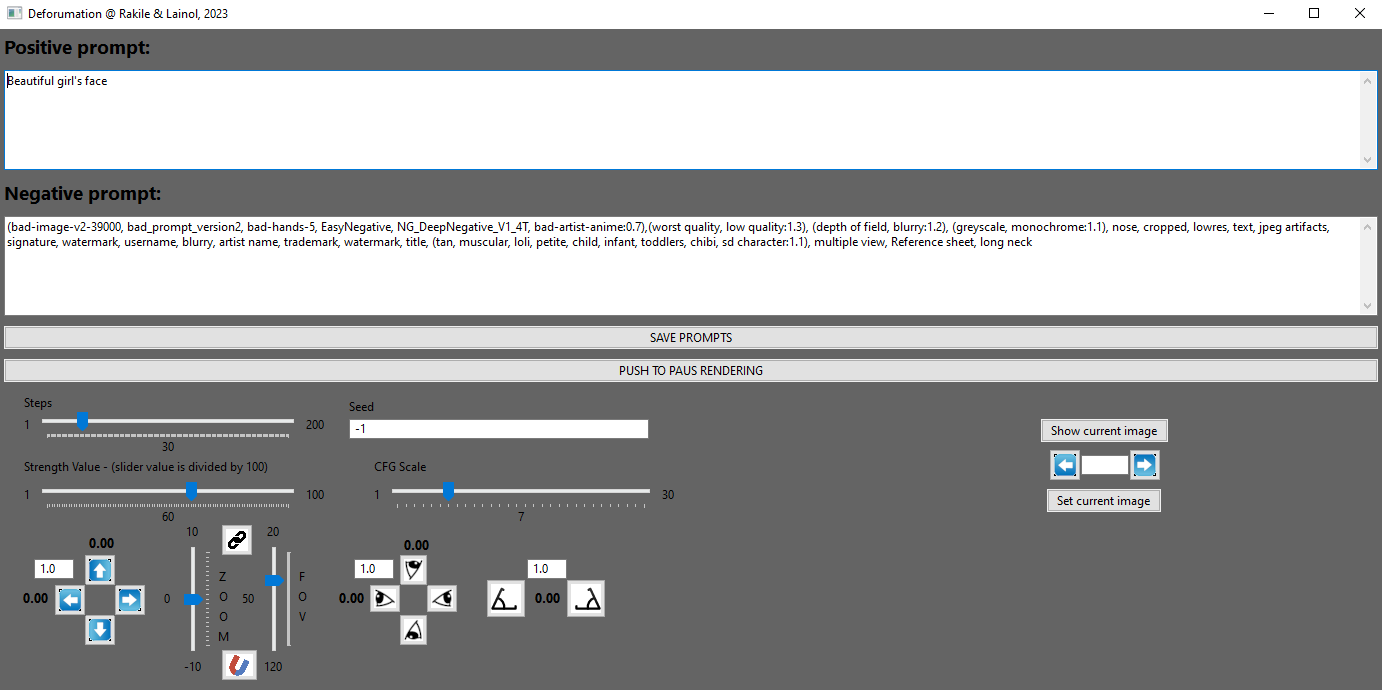 Deforumation @ Rakile & Lainol, 2023
Positive prompt:
Beautiful girl's face
Negative prompt:
(bad-image-v2-39000, bad_prompt_version2, bad-hands-5, EasyNegative, NG_DeepNegative_V1_4T, bad-artist-anime:0.7),(worst quality, low quality:1.3), (depth of field, blurry:1.2), (greyscale, monochrome:1.1), nose, cropped, lowres, text, jpeg artifacts,
signature, watermark, username, blurry, artist name, trademark, watermark, title, (tan, muscular, loli, petite, child, infant, toddlers, chibi, sd character:1.1), multiple view, Reference sheet, long neck
SAVE PROMPTS
PUSH TO PAUS RENDERING
Steps
1
200
30
Seed
-1
Show current image
Set current image
Strength Value - (slider value is divided by 100)
1
100
60
CFG Scale
1
30
7
0.00
1.0
0.00
10
0
-10
ZOOM
20
50
120
FOV
0.00
1.0
0.00
1.0
0.00